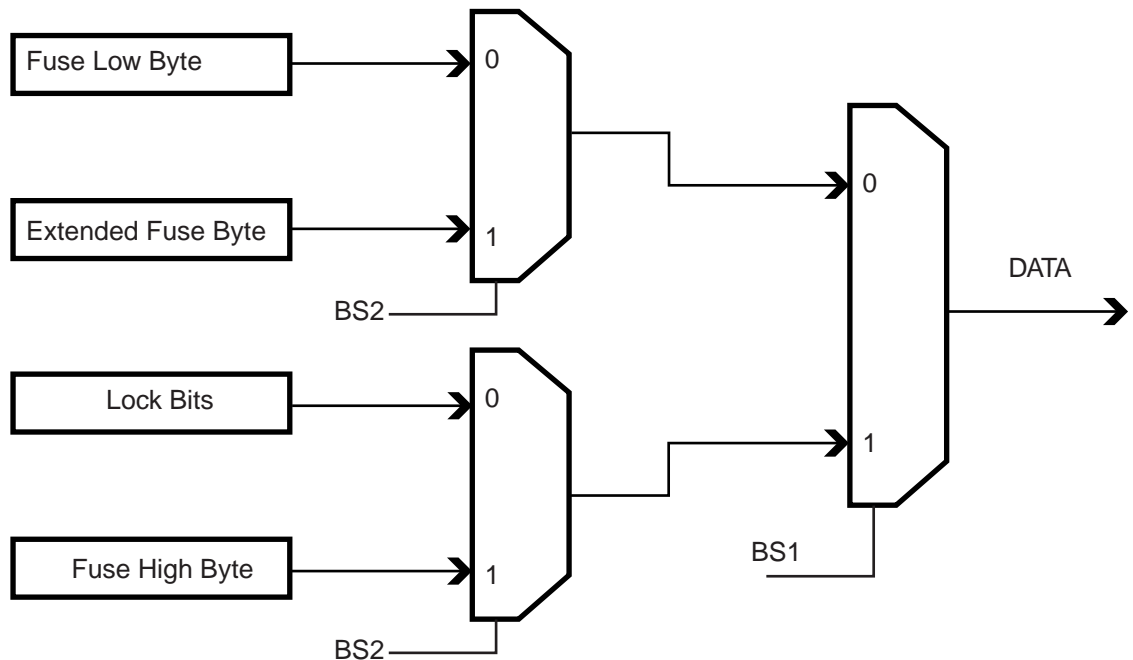 Fuse Low Byte
0
Extended Fuse Byte
1
BS2
Lock Bits
0
Fuse High Byte
1
BS2
0
1
BS1
DATA